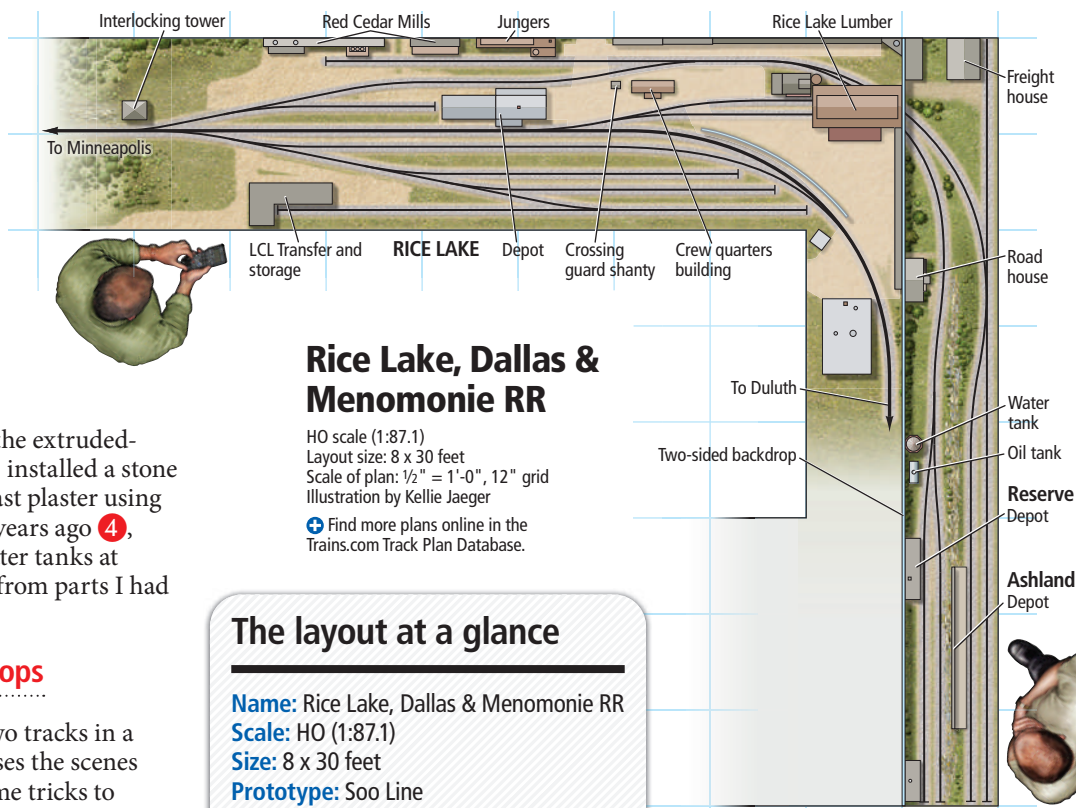 Interlocking tower
Red Cedar Mills
Jungers
Rice Lake Lumber
Freight
house
To Minneapolis
LCL Transfer and
storage
RICE LAKE
Depot
Crossing
guard shanty
Crew quarters
building
Road
house
Rice Lake, Dallas &
Menomonie RR
HO scale (1:87.1)
Layout size: 8 x 30 feet
Scale of plan: ½" = 1'-0", 12" grid
Illustration by Kellie Jaeger
Find more plans online in the
Trains.com Track Plan Database.
To Duluth
Two-sided backdrop
Water
tank
Oil tank
Reserve
Depot
Ashland
Depot
the extruded-
installed a stone
ast plaster using
years ago 4,
ter tanks at
from parts I had
ops
wo tracks in a
ses the scenes
me tricks to
The layout at a glance
Name: Rice Lake, Dallas & Menomonie RR
Scale: HO (1:87.1)
Size: 8 x 30 feet
Prototype: Soo Line